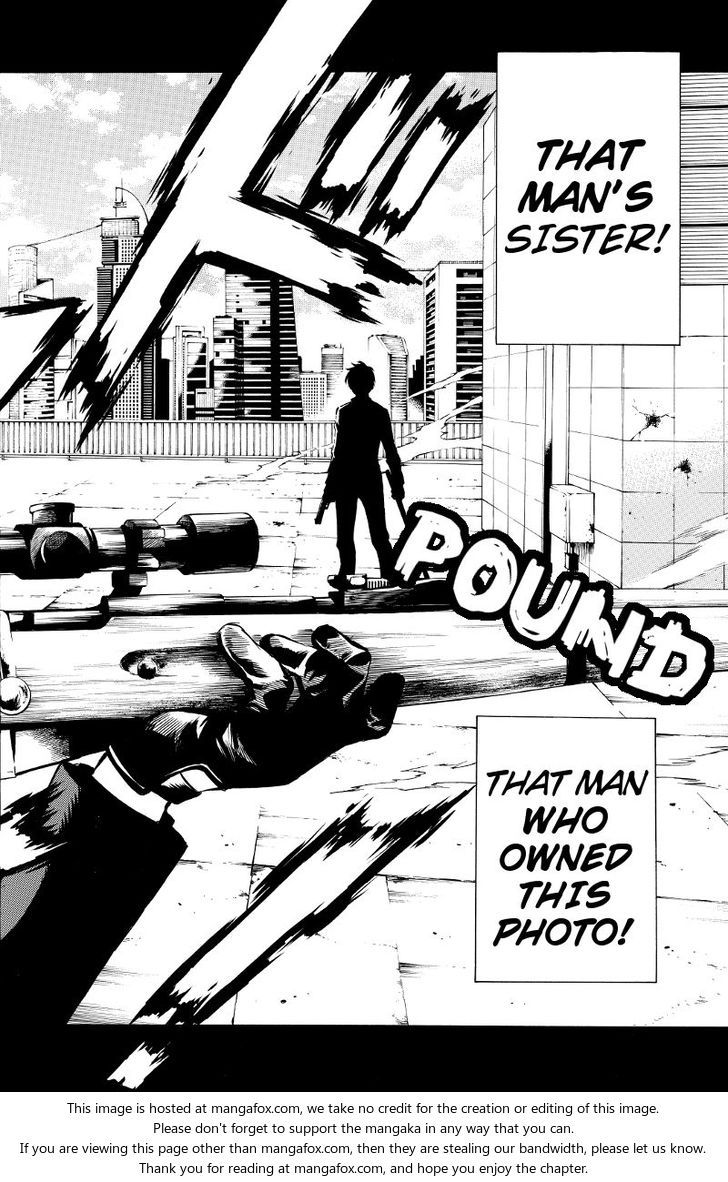 THAT
MAN'S
SISTER!
ド
POUND
THAT MAN
WHO
OWNED
THIS
PHOTO!
This image is hosted at mangafox.com, we take no credit for the creation or editing of this image.
Please don't forget to support the mangaka in any way that you can.
If you are viewing this page other than mangafox.com, then they are stealing our bandwidth, please let us know.
Thank you for reading at mangafox.com, and hope you enjoy the chapter.